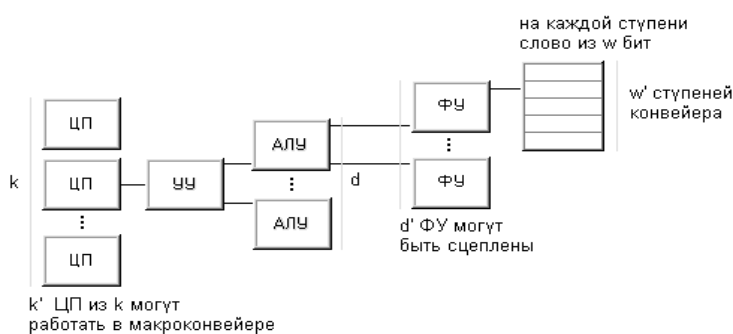 на каждой ступени
слово из w бит
ЦП
ФУ
w' ступеней
конвейера
АЛУ
k
ЦП
УУ
d
ФУ
АЛУ
ЦП
d' ФУ могут
быть сцеплены
k' ЦП из k могут
работать в макроконвейере